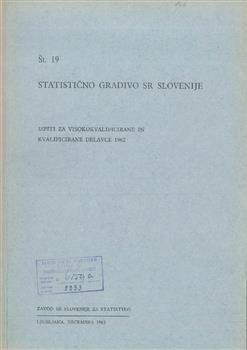 Št. 19
STATISTIČNO GRADIVO SR SLOVENIJE
IZPITI ZA VISOKOKVALIFICIRANE IN
KVALIFICIRANE DELAVCE 1962
ZAVOD SR SLOVENIJE ZA STATISTIKO
LJUBLJANA, DECEMBRA 1963